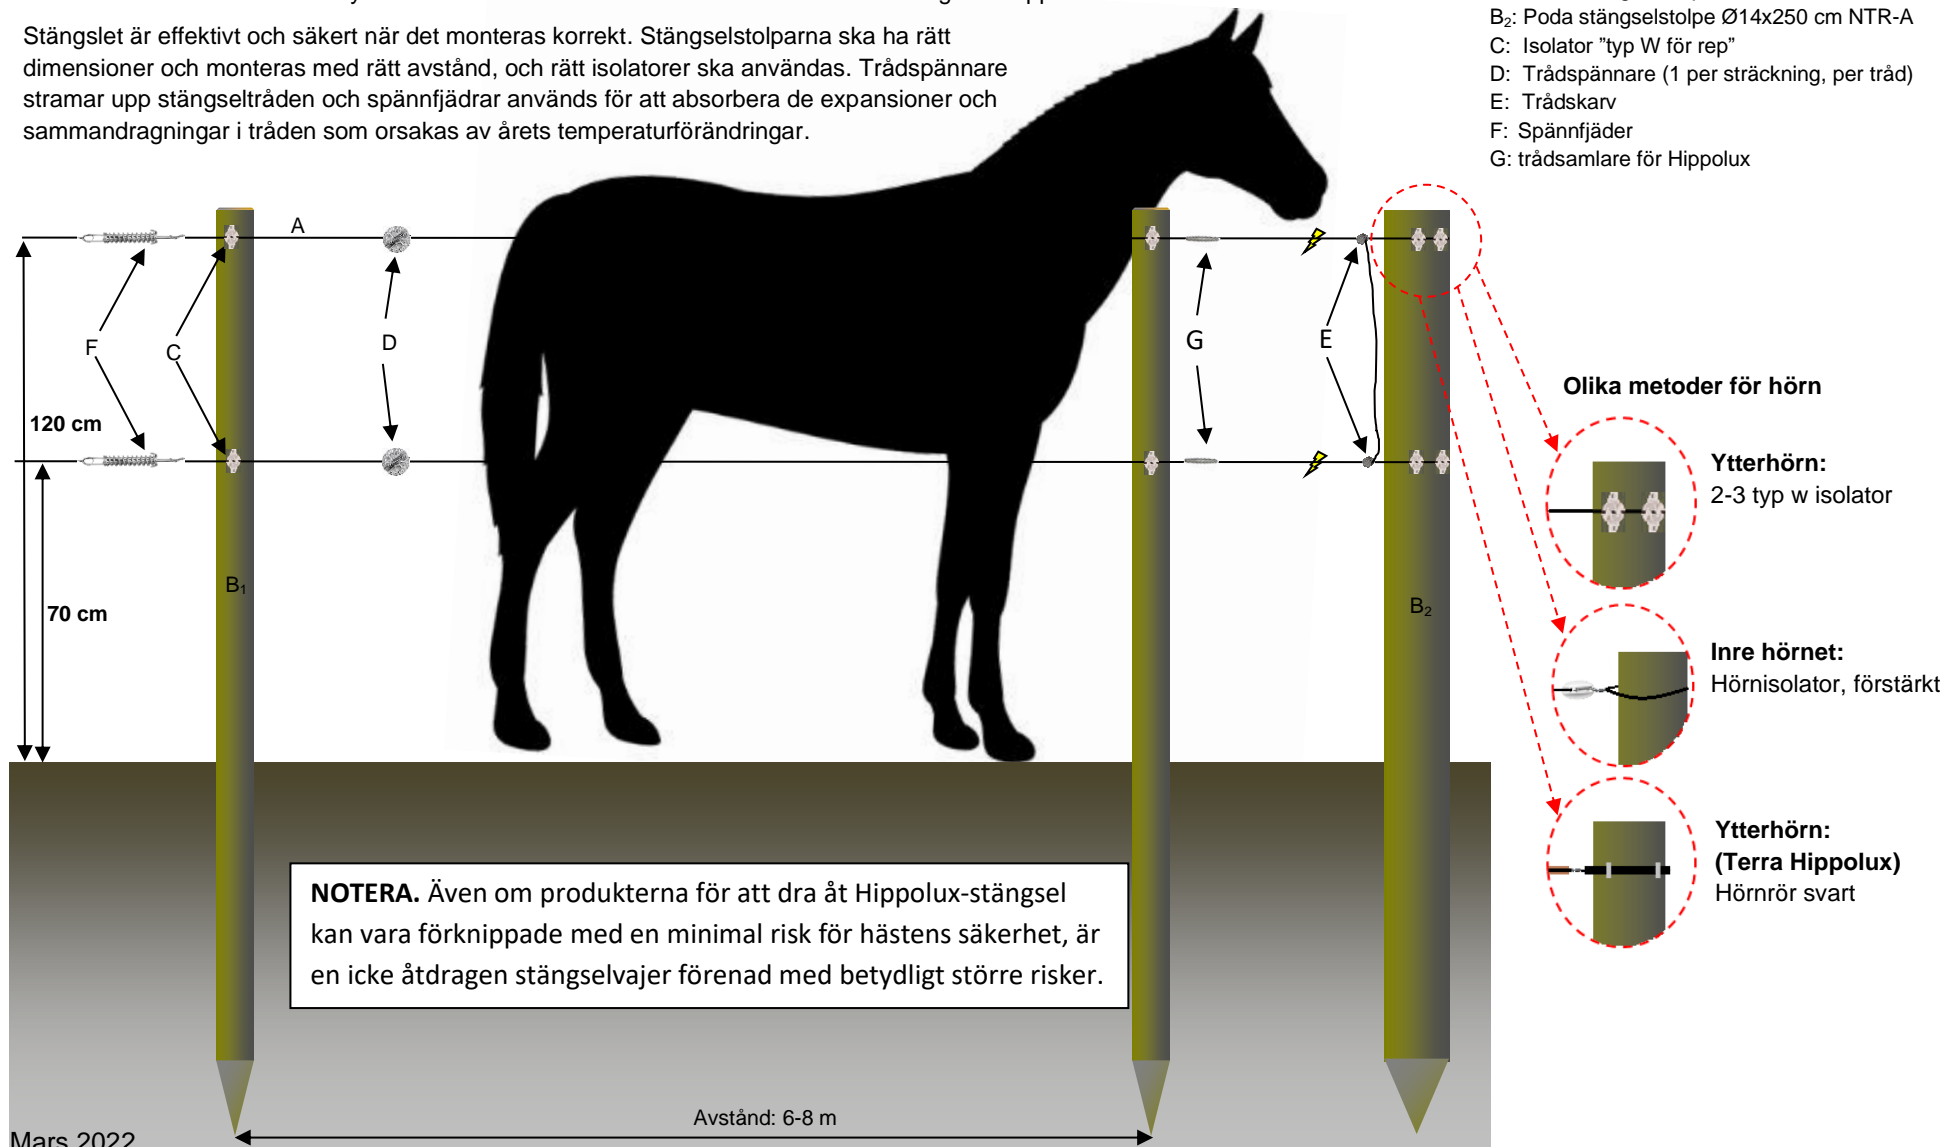 Stängslet är effektivt och säkert när det monteras korrekt. Stängselstolparna ska ha rätt
dimensioner och monteras med rätt avstånd, och rätt isolatorer ska användas. Trådspännare
stramar upp stängseltråden och spännfjädrar används för att absorbera de expansioner och
sammandragningar i tråden som orsakas av årets temperaturförändringar.
B₂: Poda stängselstolpe Ø14x250 cm NTR-A
C: Isolator ”typ W för rep”
D: Trådspännare (1 per sträckning, per tråd)
E: Trådskarv
F: Spännfjäder
G: trådsamlare för Hippolux
A
F
C
D
G
E
120 cm
70 cm
B₁
B₂
Olika metoder för hörn
Ytterhörn:
2-3 typ w isolator
Inre hörnet:
Hörnisolator, förstärkt
Ytterhörn:
(Terra Hippolux)
Hörnrör svart
NOTERA. Även om produkterna för att dra åt Hippolux-stängsel
kan vara förknippade med en minimal risk för hästens säkerhet, är
en icke åtdragen stängselvajer förenad med betydligt större risker.
Avstånd: 6-8 m
Mars 2022